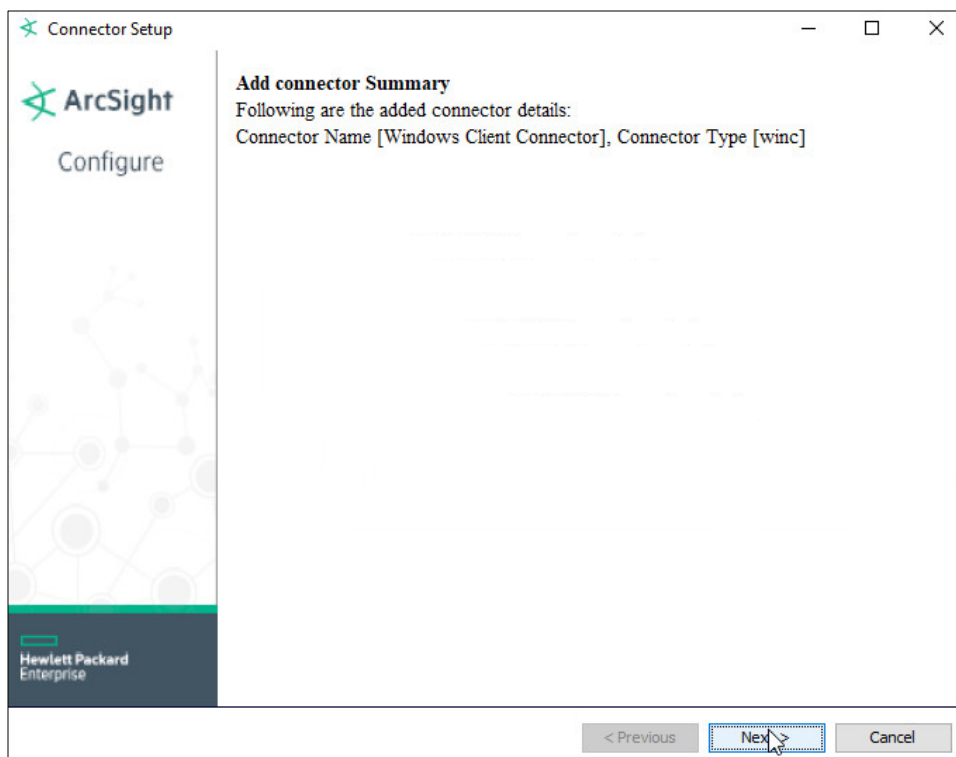 Connector Setup
ArcSight
Configure
Add connector Summary
Following are the added connector details:
Connector Name [Windows Client Connector], Connector Type [winc]
Hewlett Packard
Enterprise
< Previous
Next >
Cancel